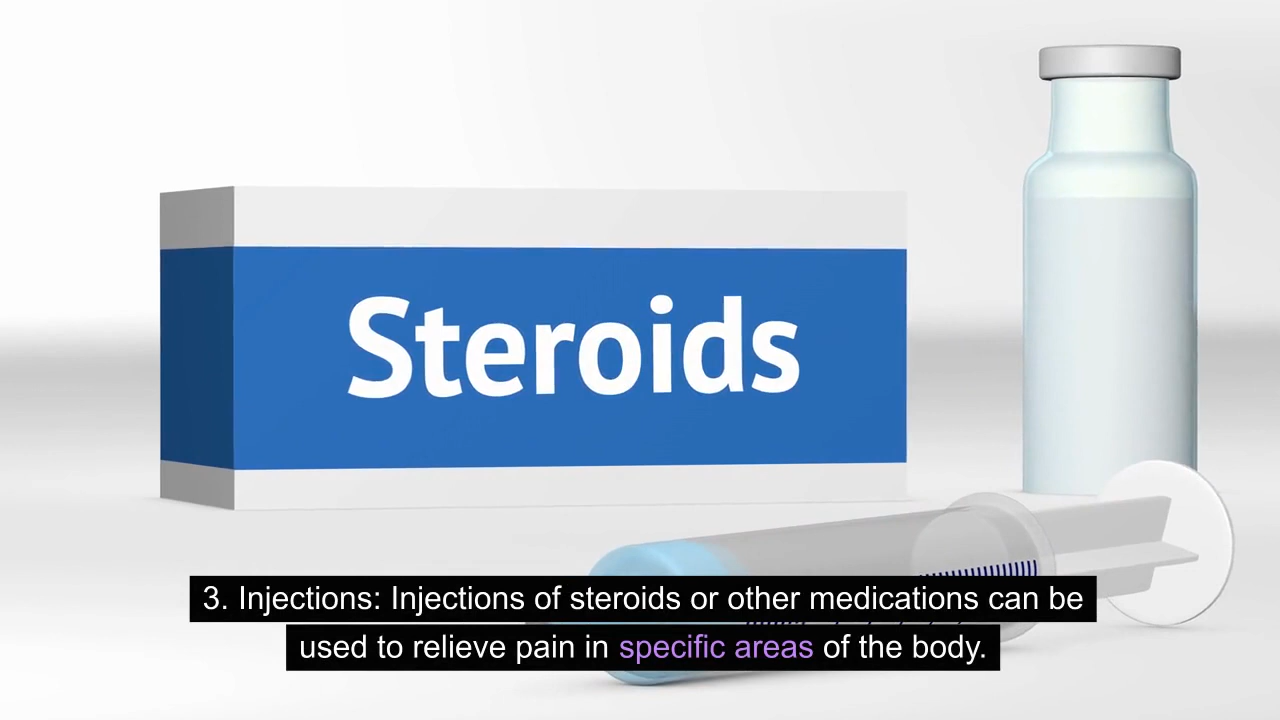 Steroids
3. Injections: Injections of steroids or other medications can be
used to relieve pain in specific areas of the body.